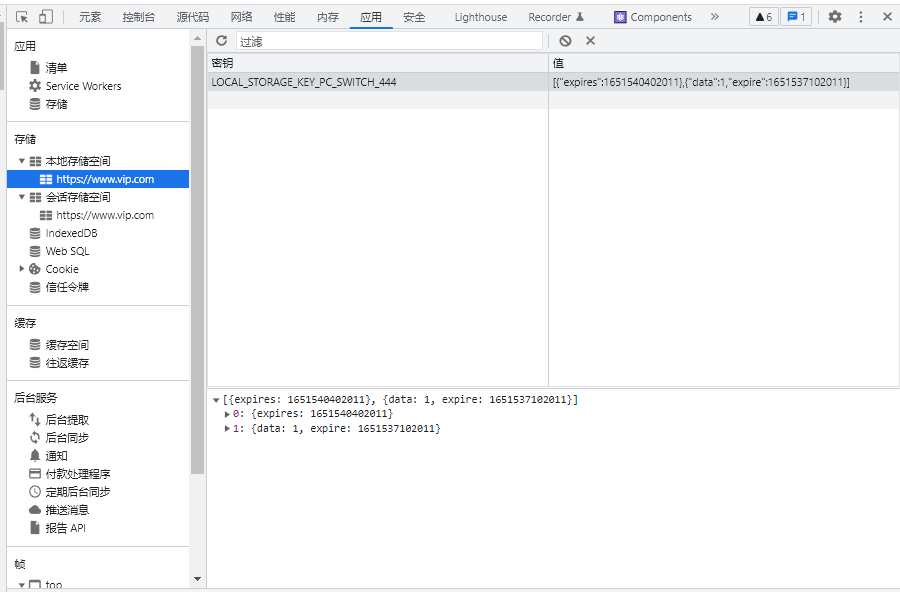 元素 控制台 源代码 网络 性能 内存 应用 安全 Lighthouse Recorder Components » 6 1
应用
清单
Service Workers
存储
存储
本地存储空间
https://www.vip.com
会话存储空间
https://www.vip.com
IndexedDB
Web SQL
Cookie
信任令牌
缓存
缓存空间
往返缓存
后台服务
后台提取
后台同步
通知
付款处理程序
定期后台同步
推送消息
报告 API
帧
top
过滤
密钥 值
LOCAL_STORAGE_KEY_PC_SWITCH_444 [{"expires":1651540402011},{"data":1,"expire":1651537102011}]
[{expires: 1651540402011}, {data: 1, expire: 1651537102011}]
0: {expires: 1651540402011}
1: {data: 1, expire: 1651537102011}